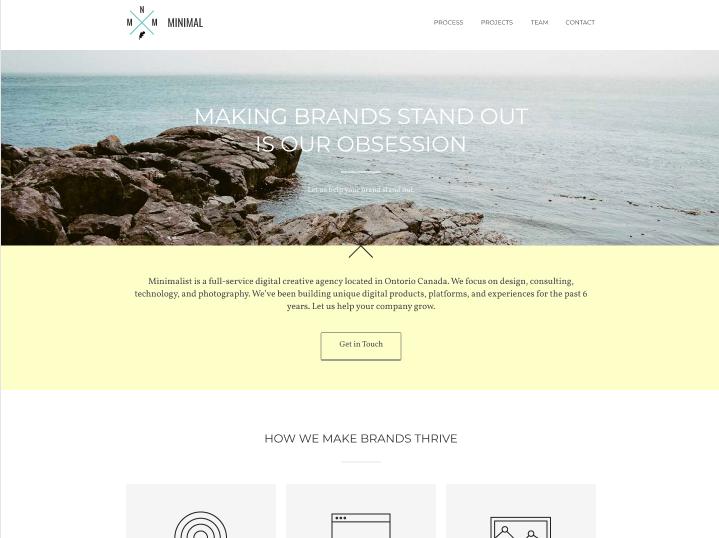 N
M M MINIMAL
PROCESS PROJECTS TEAM CONTACT
MAKING BRANDS STAND OUT
IS OUR OBSESSION
Let us help your brand stand out.
Minimalist is a full-service digital creative agency located in Ontorio Canada. We focus on design, consulting,
technology, and photography. We've been building unique digital products, platforms, and experiences for the past 6
years. Let us help your company grow.
Get in Touch
HOW WE MAKE BRANDS THRIVE